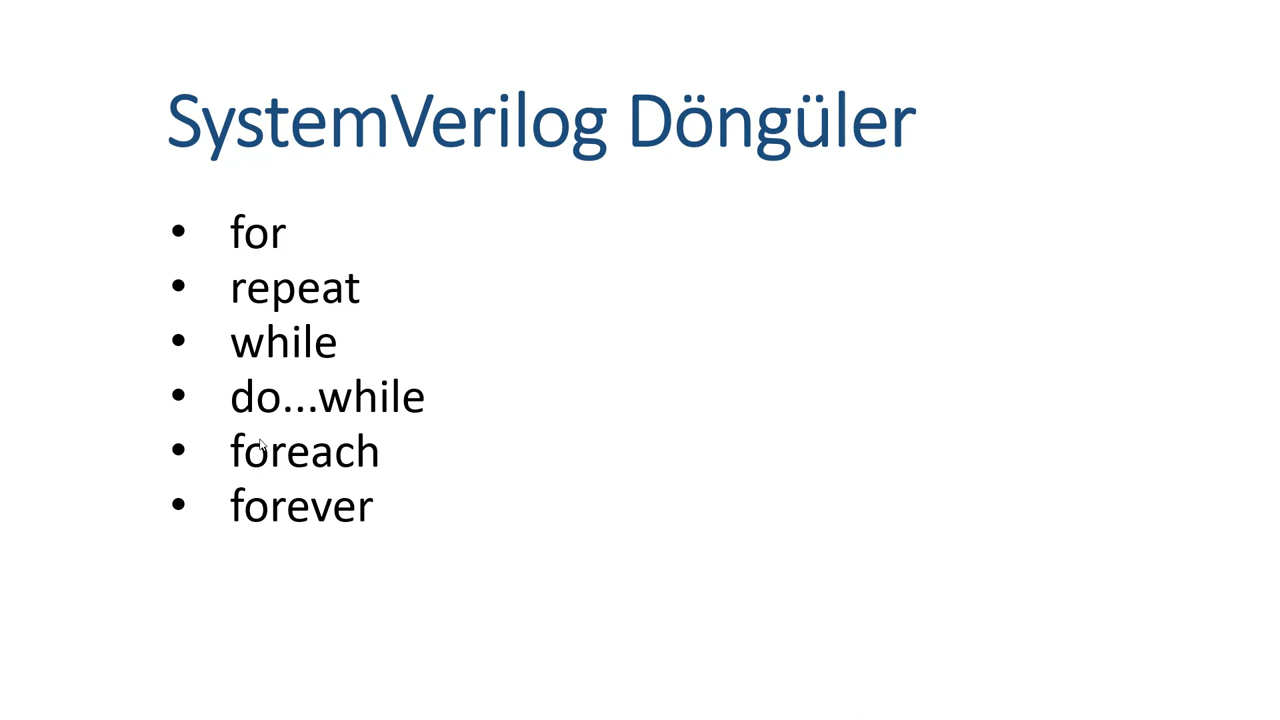 SystemVerilog Döngüler
• for
• repeat
• while
• do...while
• foreach
• forever